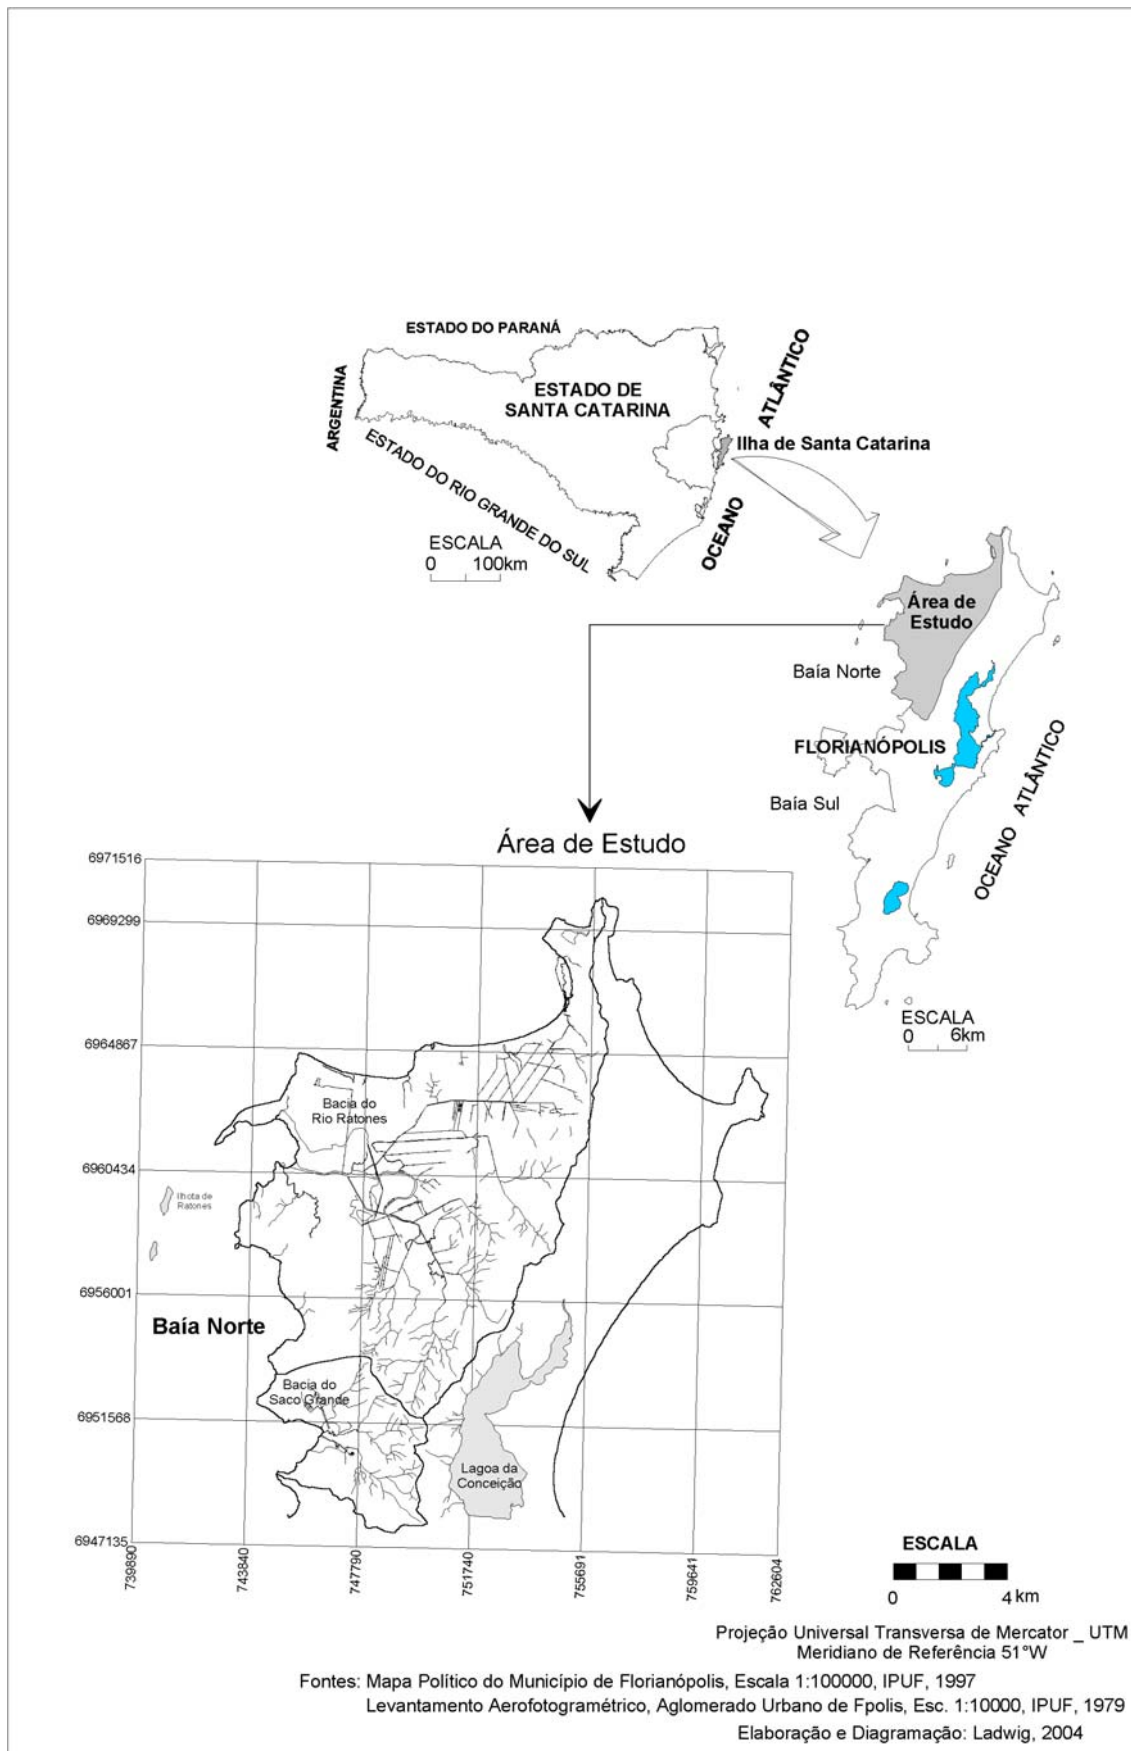 ESTADO DO PARANÁ
ARGENTINA
ESTADO DE
SANTA CATARINA
ATLÂNTICO
Ilha de Santa Catarina
ESTADO DO RIO GRANDE DO SUL
OCEANO
ESCALA
0 100km
Área de
Estudo
Baía Norte
FLORIANÓPOLIS
Baía Sul
OCEANO ATLÂNTICO
ESCALA
0 6km
Área de Estudo
6971516
6969299
6964867
Bacia do
Rio Ratones
6960434
Ilhota de
Ratones
6956001
Baía Norte
Bacia do
Saco Grande
6951568
Lagoa da
Conceição
6947135
739890
743840
747790
751740
755691
759641
762604
ESCALA
0 4 km
Projeção Universal Transversa de Mercator _ UTM
Meridiano de Referência 51°W
Fontes: Mapa Político do Município de Florianópolis, Escala 1:100000, IPUF, 1997
Levantamento Aerofotogramétrico, Aglomerado Urbano de Fpolis, Esc. 1:10000, IPUF, 1979
Elaboração e Diagramação: Ladwig, 2004